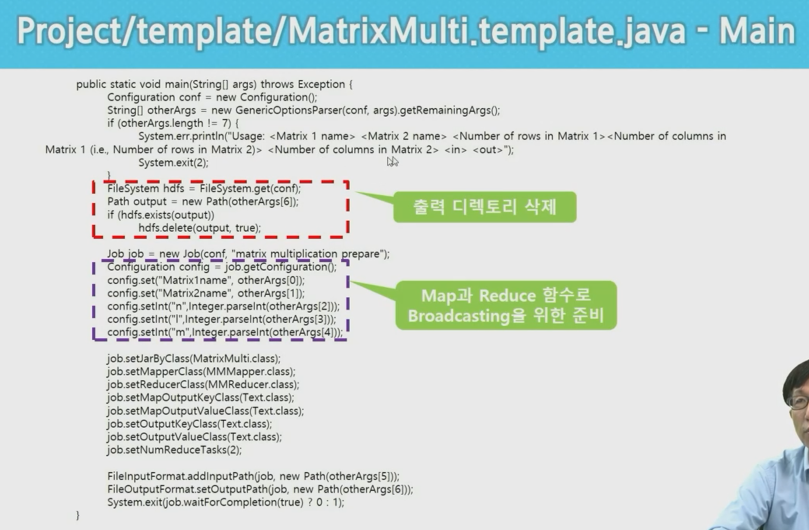 Project/template/MatrixMulti.template.java - Main
public static void main(String[] args) throws Exception {
Configuration conf = new Configuration();
String[] otherArgs = new GenericOptionsParser(conf, args).getRemainingArgs();
if (otherArgs.length != 7) {
System.err.println("Usage: <Matrix 1 name> <Matrix 2 name> <Number of rows in Matrix 1><Number of columns in
Matrix 1 (i.e., Number of rows in Matrix 2)> <Number of columns in Matrix 2> <in> <out>");
System.exit(2);
}
FileSystem hdfs = FileSystem.get(conf);
Path output = new Path(otherArgs[6]);
if (hdfs.exists(output))
hdfs.delete(output, true);
출력 디렉토리 삭제
Job job = new Job(conf, "matrix multiplication prepare");
Configuration config = job.getConfiguration();
config.set("Matrix1name", otherArgs[0]);
config.set("Matrix2name", otherArgs[1]);
config.setInt("n",Integer.parseInt(otherArgs[2]));
config.setInt("l",Integer.parseInt(otherArgs[3]));
config.setInt("m",Integer.parseInt(otherArgs[4]));
Map과 Reduce 함수로
Broadcasting을 위한 준비
job.setJarByClass(MatrixMulti.class);
job.setMapperClass(MMMapper.class);
job.setReducerClass(MMReducer.class);
job.setMapOutputKeyClass(Text.class);
job.setMapOutputValueClass(Text.class);
job.setOutputKeyClass(Text.class);
job.setOutputValueClass(Text.class);
job.setNumReduceTasks(2);
FileInputFormat.addInputPath(job, new Path(otherArgs[5]));
FileOutputFormat.setOutputPath(job, new Path(otherArgs[6]));
System.exit(job.waitForCompletion(true) ? 0 : 1);
}